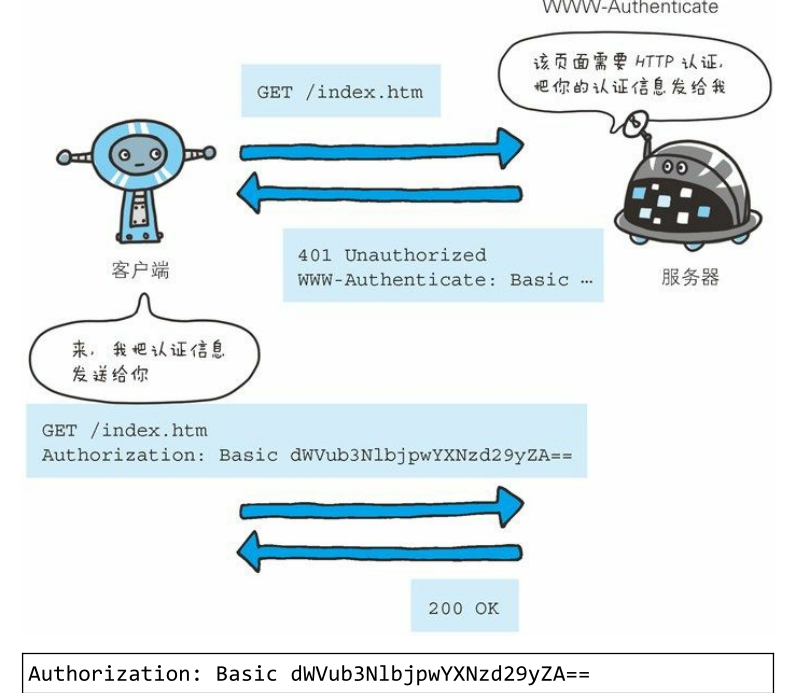 WWW-Authenticate
该页面需要 HTTP 认证,
把你的认证信息发给我
GET /index.htm
401 Unauthorized
WWW-Authenticate: Basic …
客户端
服务器
来, 我把认证信息
发送给你
GET /index.htm
Authorization: Basic dWVub3NlbjpwYXNzd29yZA==
200 OK
Authorization: Basic dWVub3NlbjpwYXNzd29yZA==